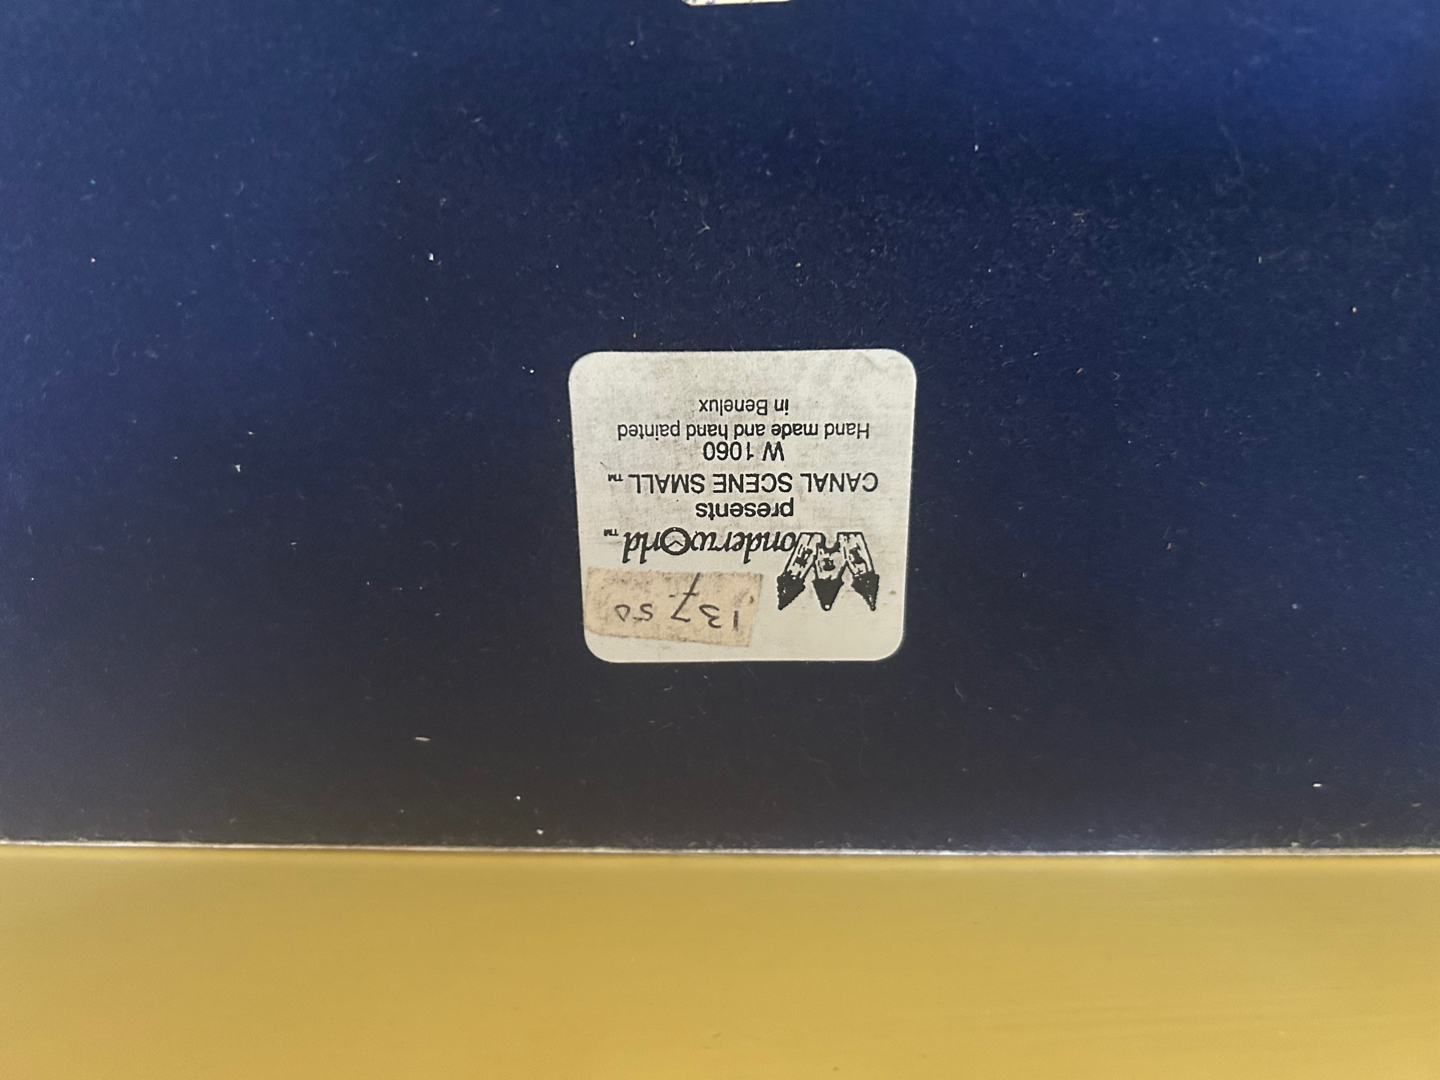 137,50
Wonderworld™
presents
CANAL SCENE SMALL™
W 1060
Hand made and hand painted
in Benelux